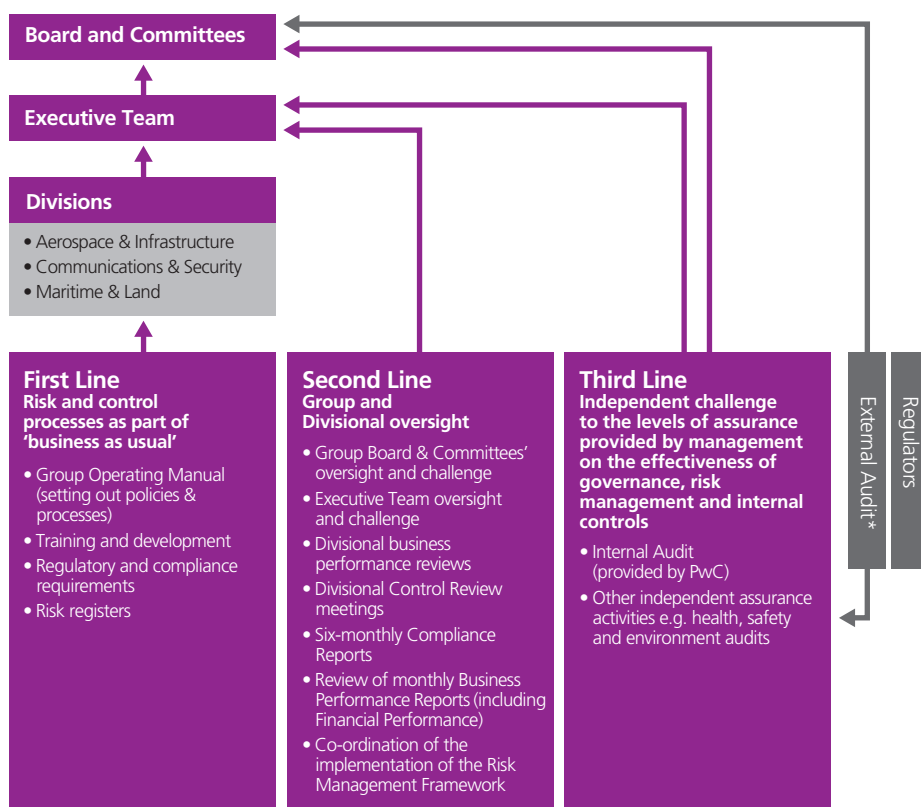 Board and Committees
Executive Team
Divisions
• Aerospace & Infrastructure
• Communications & Security
• Maritime & Land
First Line
Risk and control
processes as part of
‘business as usual’
• Group Operating Manual
(setting out policies &
processes)
• Training and development
• Regulatory and compliance
requirements
• Risk registers
Second Line
Group and
Divisional oversight
• Group Board & Committees’
oversight and challenge
• Executive Team oversight
and challenge
• Divisional business
performance reviews
• Divisional Control Review
meetings
• Six-monthly Compliance
Reports
• Review of monthly Business
Performance Reports (including
Financial Performance)
• Co-ordination of the
implementation of the Risk
Management Framework
Third Line
Independent challenge
to the levels of assurance
provided by management
on the effectiveness of
governance, risk
management and internal
controls
• Internal Audit
(provided by PwC)
• Other independent assurance
activities e.g. health, safety
and environment audits
External Audit*
Regulators